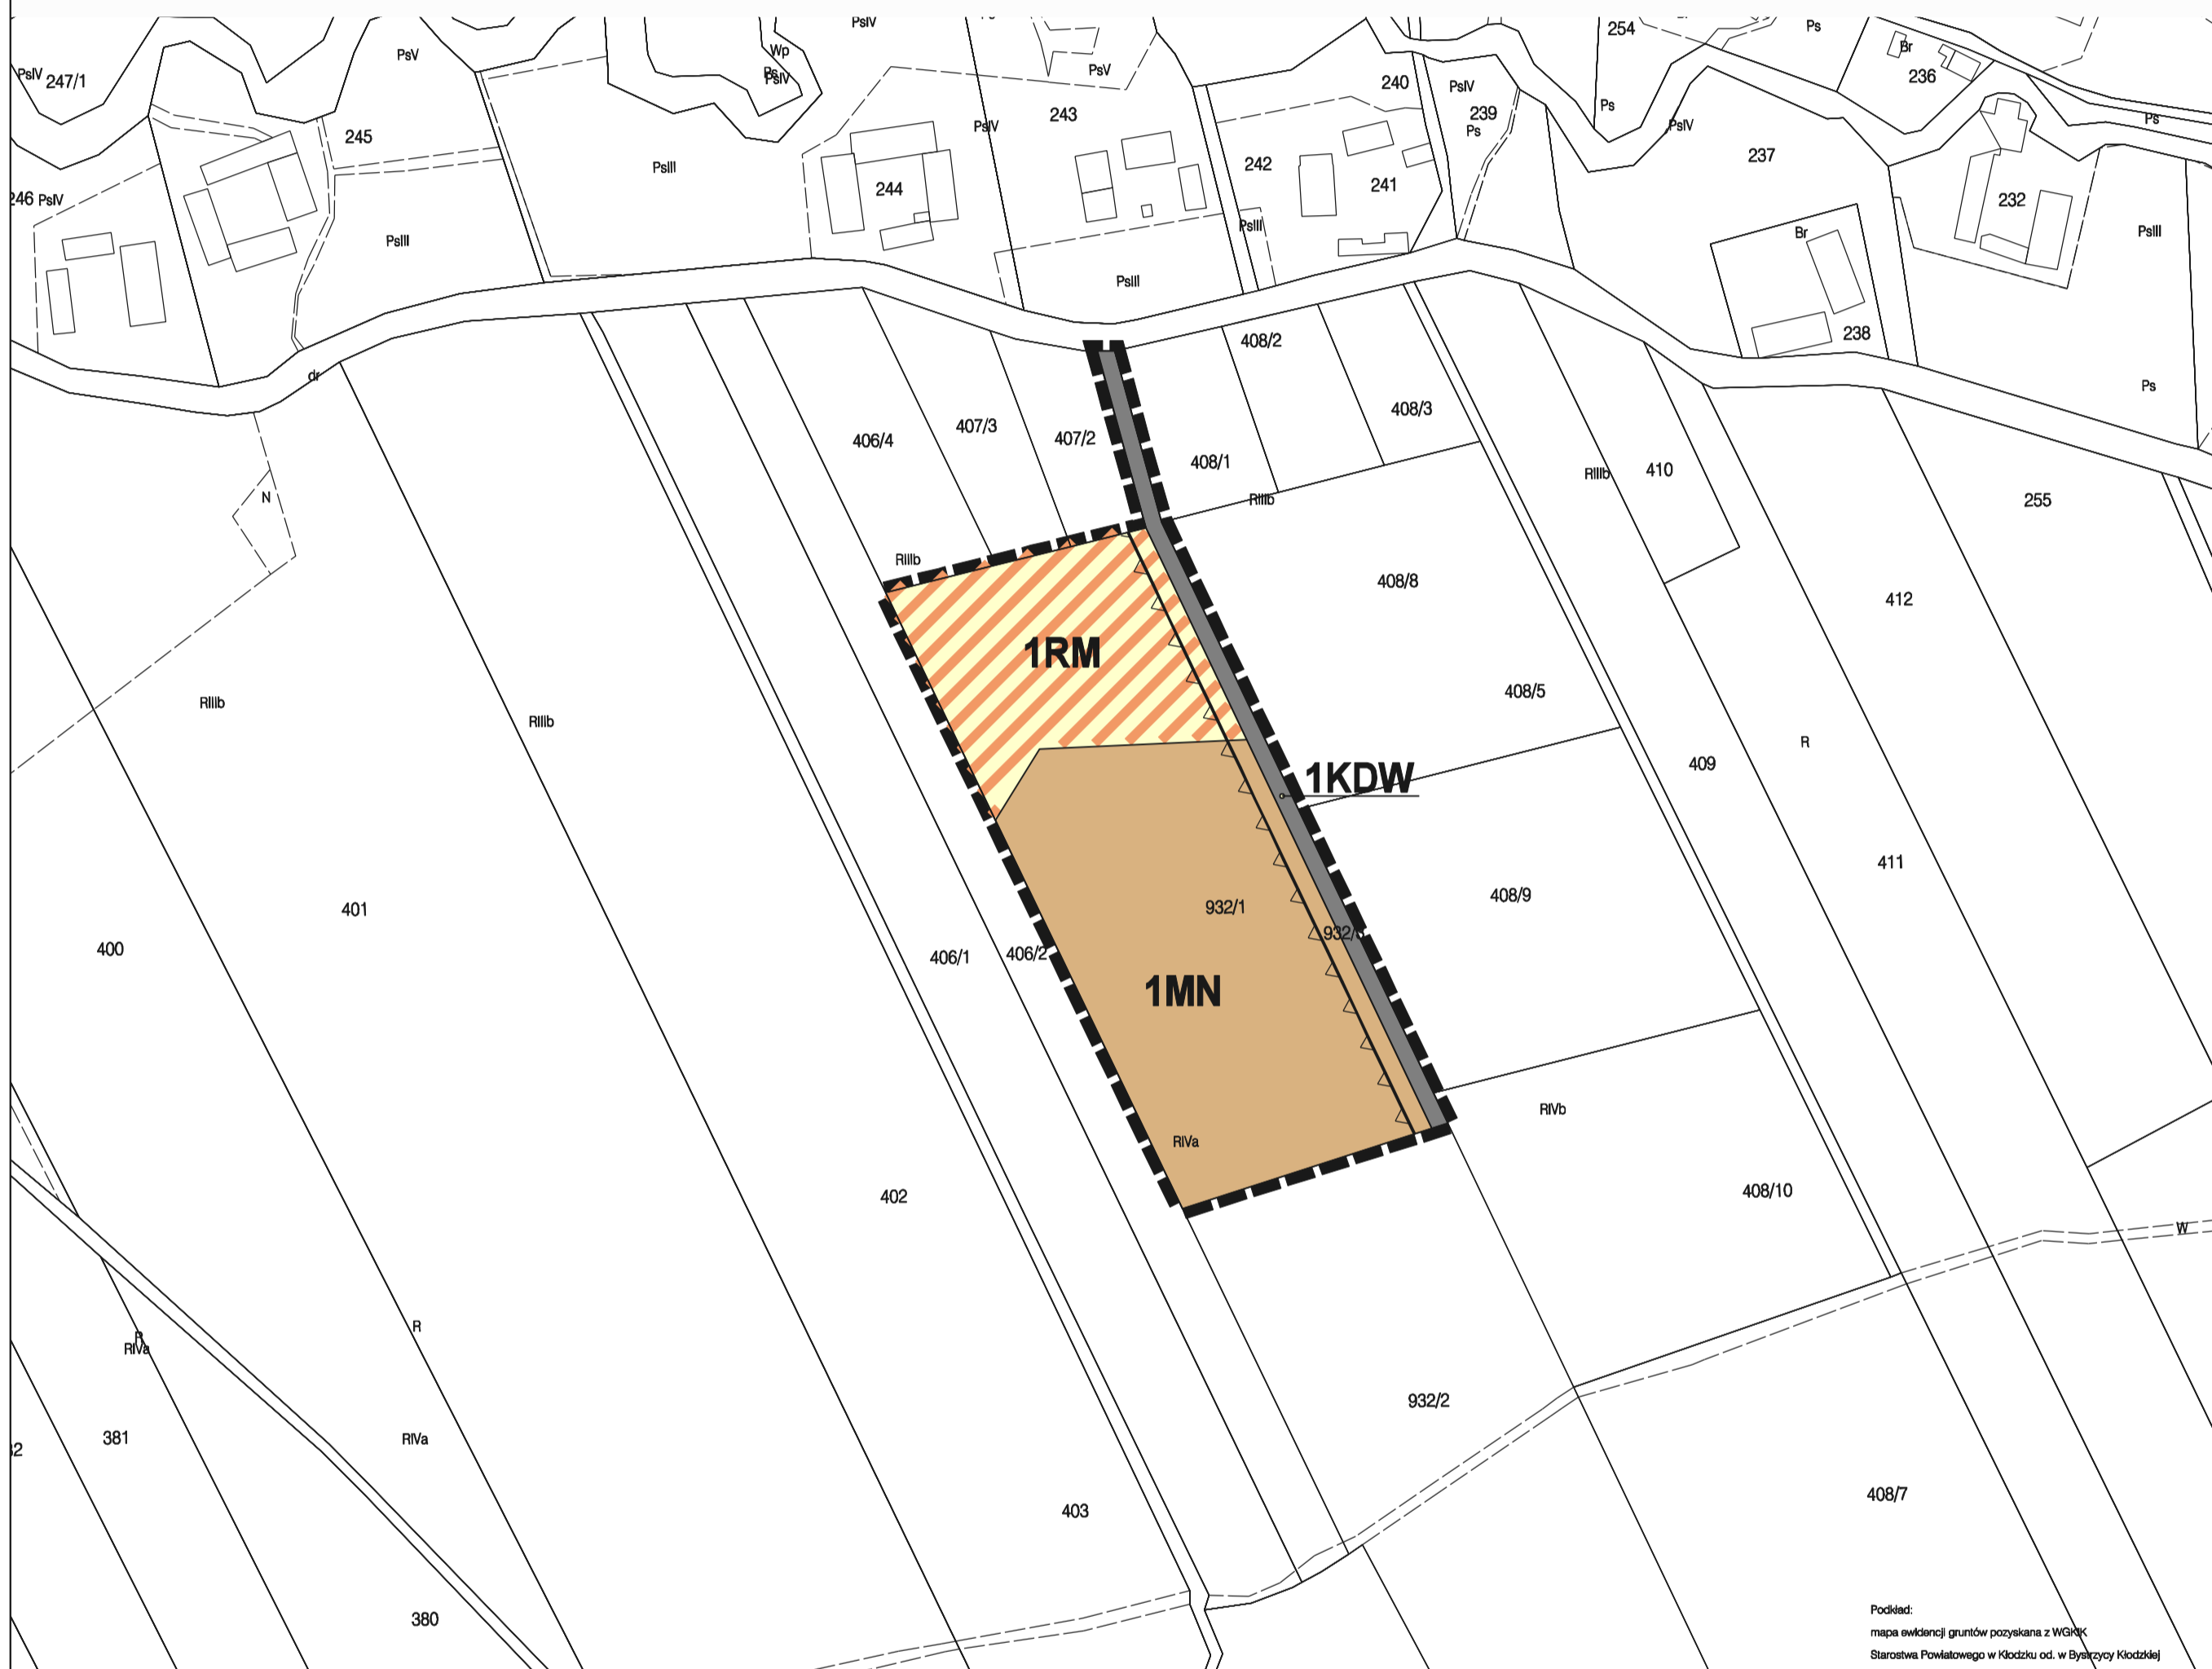 PsIV
254
Ps
PsV
Wp
Br
PsIV
247/1
Ps
PsIV
PsV
240
PsIV
236
239
Ps
243
PsIV
Ps
PsIV
Ps
245
PsIII
242
237
244
241
246 PsIV
232
PsIII
PsIII
Br
PsIII
PsIII
408/2
238
dr
Ps
408/3
406/4
407/3
407/2
408/1
RIIIb
410
N
RIIIb
255
RIIIb
408/8
412
1RM
408/5
RIIIb
RIIIb
R
409
1KDW
411
408/9
401
932/1
932/3
400
406/1
406/2
1MN
RIVb
RIVa
402
408/10
W
R
R
RIVa
932/2
381
RIVa
408/7
403
380
Podkład:
mapa ewidencji gruntów pozyskana z WGKiK
Starostwa Powiatowego w Kłodzku od. w Bystrzycy Kłodzkiej